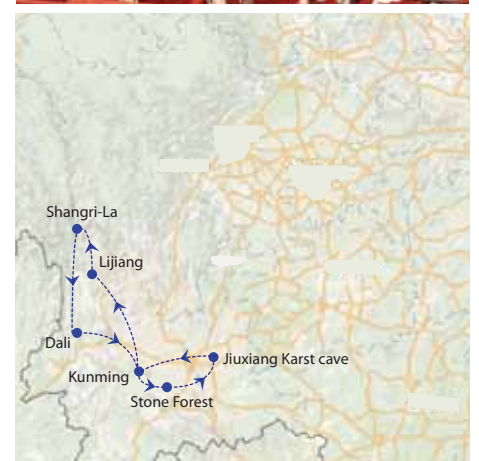 Shangri-La
Lijiang
Dali
Jiuxiang Karst cave
Kunming
Stone Forest